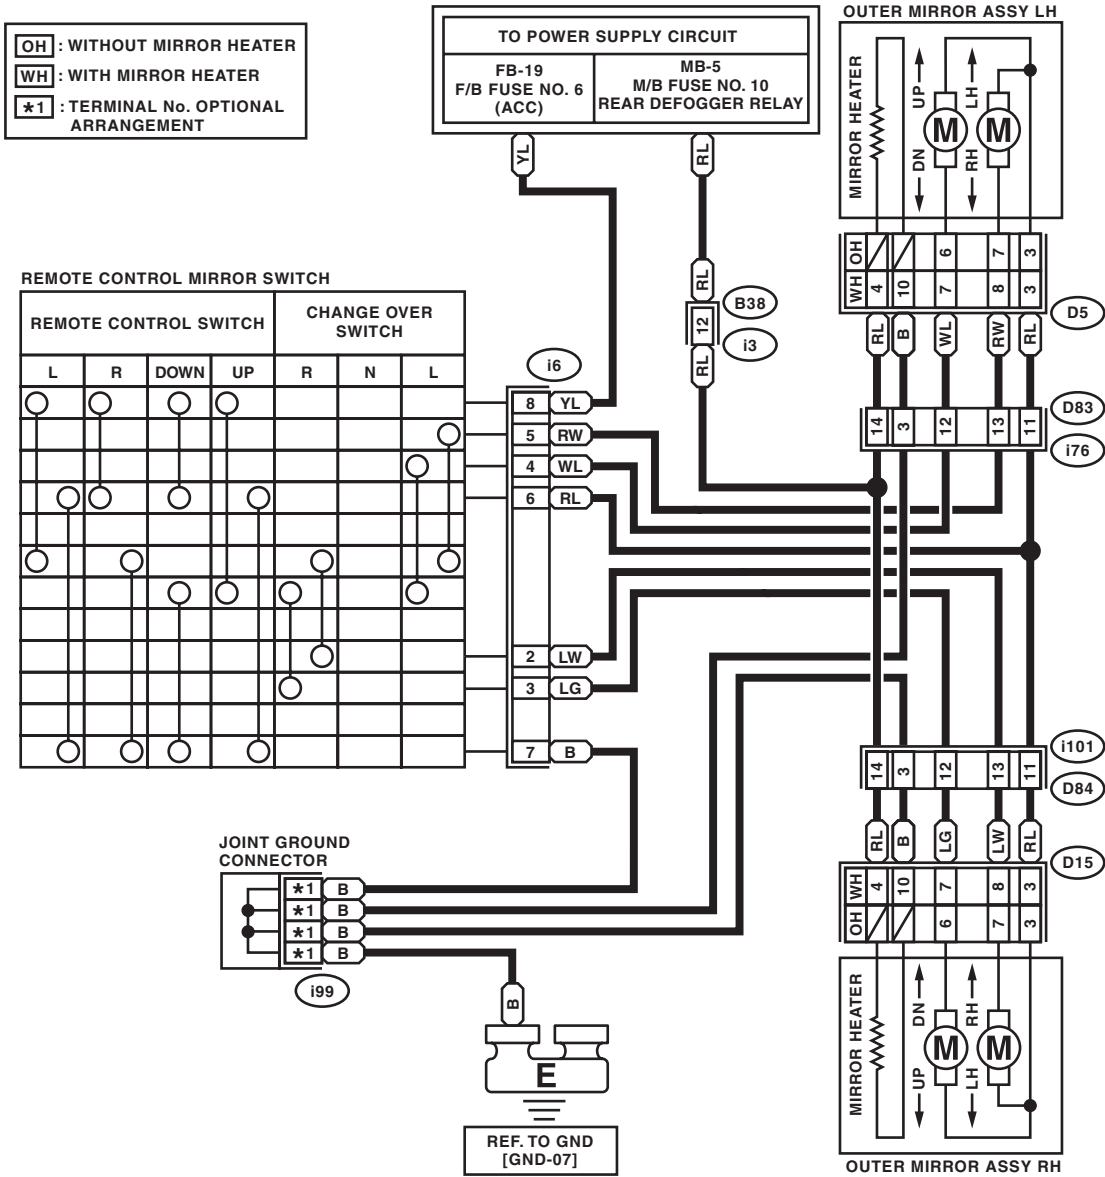 OH : WITHOUT MIRROR HEATER
WH : WITH MIRROR HEATER
*1 : TERMINAL No. OPTIONAL
ARRANGEMENT
TO POWER SUPPLY CIRCUIT
FB-19
F/B FUSE NO. 6
(ACC)
MB-5
M/B FUSE NO. 10
REAR DEFOGGER RELAY
YL
RL
RL
12
RL
B38
i3
OUTER MIRROR ASSY LH
MIRROR HEATER
UP
DN
LH
RH
M
M
OH 6 7 3
WH 4 10 7 8 3
D5
RL B WL RW RL
14 3 12 13 11
D83
i76
REMOTE CONTROL MIRROR SWITCH
REMOTE CONTROL SWITCH
CHANGE OVER
SWITCH
L R DOWN UP R N L
i6
8 YL
5 RW
4 WL
6 RL
2 LW
3 LG
7 B
i101
14 3 12 13 11
D84
RL B LG LW RL
D15
WH 4 10 7 8 3
OH 6 7 3
MIRROR HEATER
DN
UP
RH
LH
M
M
OUTER MIRROR ASSY RH
JOINT GROUND
CONNECTOR
*1 B
*1 B
*1 B
*1 B
i99
B
E
REF. TO GND
[GND-07]